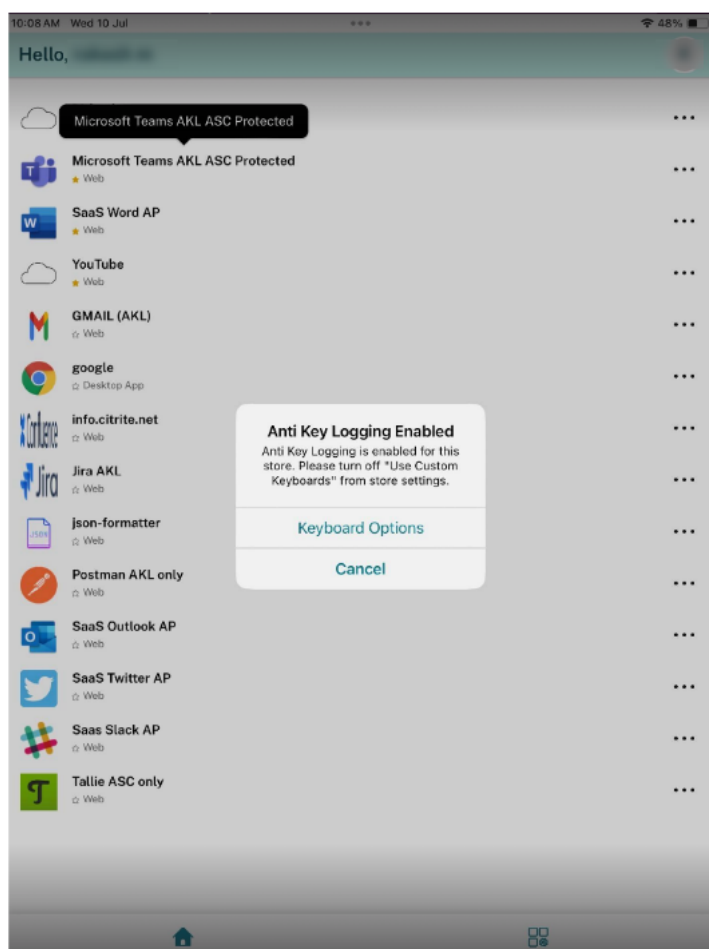 10:08 AM Wed 10 Jul
48%
Hello,
Microsoft Teams AKL ASC Protected
Microsoft Teams AKL ASC Protected
Web
SaaS Word AP
Web
YouTube
Web
GMAIL (AKL)
Web
google
Desktop App
Confluence
info.citrite.net
Web
Jira
Jira AKL
Web
JSON
json-formatter
Web
Postman AKL only
Web
SaaS Outlook AP
Web
SaaS Twitter AP
Web
Saas Slack AP
Web
Tallie ASC only
Web
Anti Key Logging Enabled
Anti Key Logging is enabled for this
store. Please turn off "Use Custom
Keyboards" from store settings.
Keyboard Options
Cancel